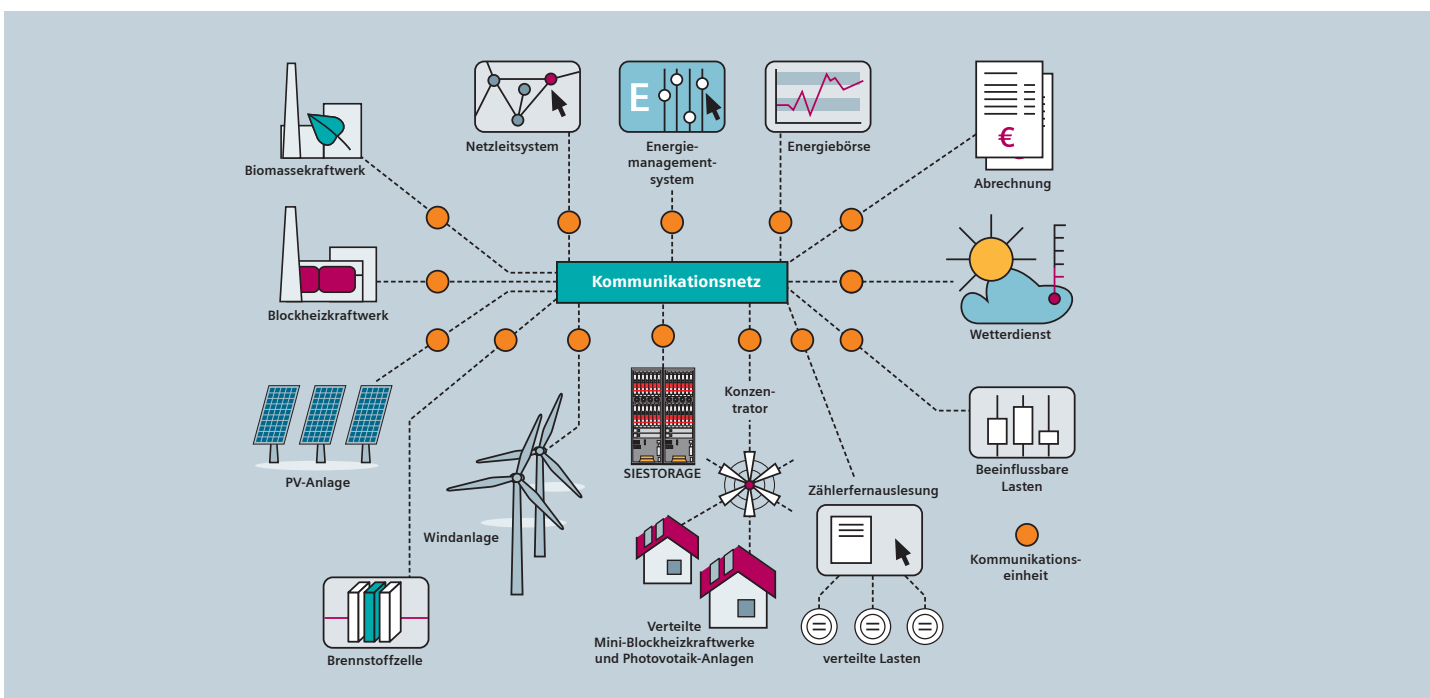 E
€
Biomassekraftwerk
Netzleitsystem
Energie-
management-
system
Energiebörse
Abrechnung
Blockheizkraftwerk
Kommunikationsnetz
Wetterdienst
PV-Anlage
Windanlage
SIESTORAGE
Konzen-
trator
Zählerfernauslesung
Beeinflussbare
Lasten
Kommunikations-
einheit
Brennstoffzelle
Verteilte
Mini-Blockheizkraftwerke
und Photovotaik-Anlagen
verteilte Lasten